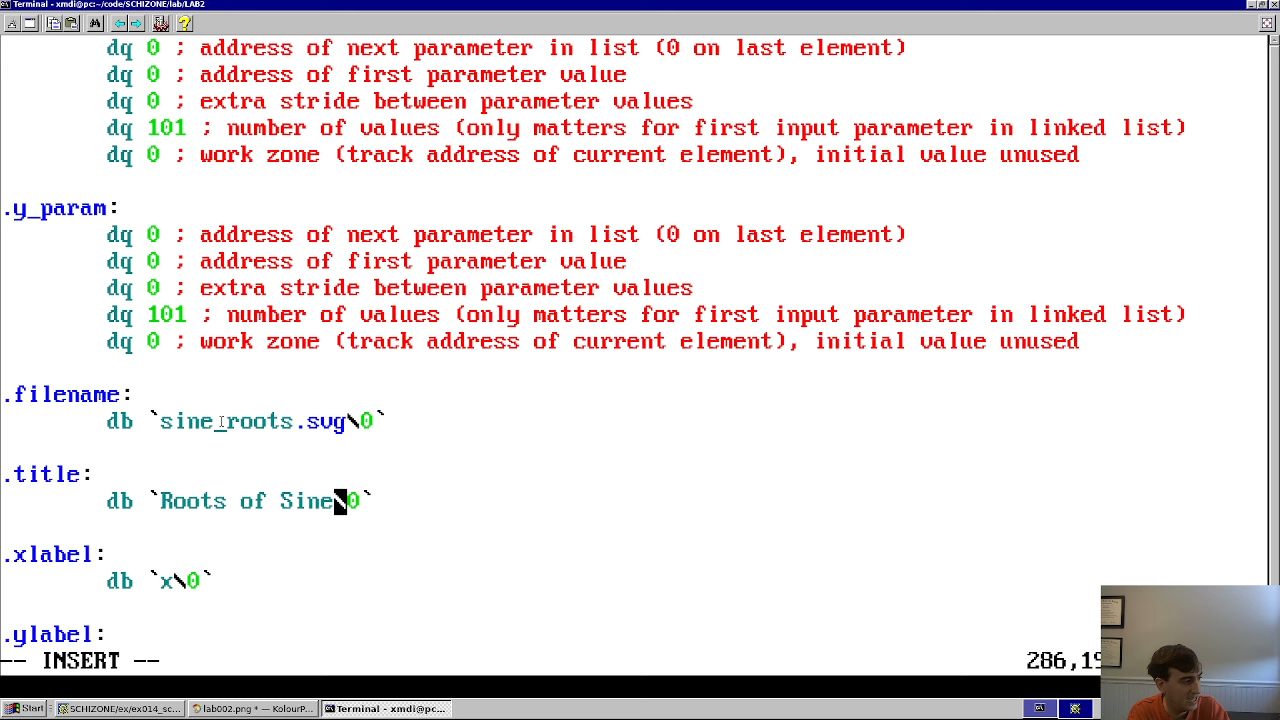 Terminal - xmdi@pc:~/code/SCHIZONE/lab/LAB2
dq 0 ; address of next parameter in list (0 on last element)
dq 0 ; address of first parameter value
dq 0 ; extra stride between parameter values
dq 101 ; number of values (only matters for first input parameter in linked list)
dq 0 ; work zone (track address of current element), initial value unused
.y_param:
dq 0 ; address of next parameter in list (0 on last element)
dq 0 ; address of first parameter value
dq 0 ; extra stride between parameter values
dq 101 ; number of values (only matters for first input parameter in linked list)
dq 0 ; work zone (track address of current element), initial value unused
.filename:
db `sine_roots.svg\0`
.title:
db `Roots of Sine\0`
.xlabel:
db `x\0`
.ylabel:
-- INSERT --
286,19
Start
SCHIZONE/ex/ex014_sc...
lab002.png * — KolourP...
Terminal - xmdi@pc...